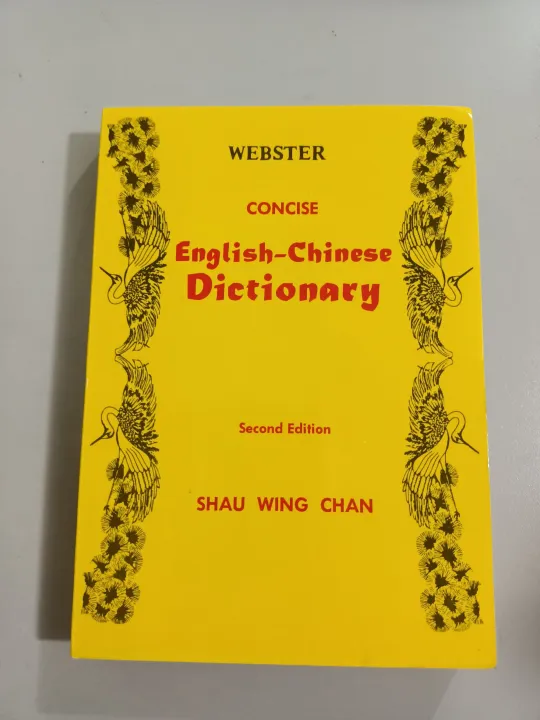 WEBSTER
CONCISE
English-Chinese
Dictionary
Second Edition
SHAU WING CHAN